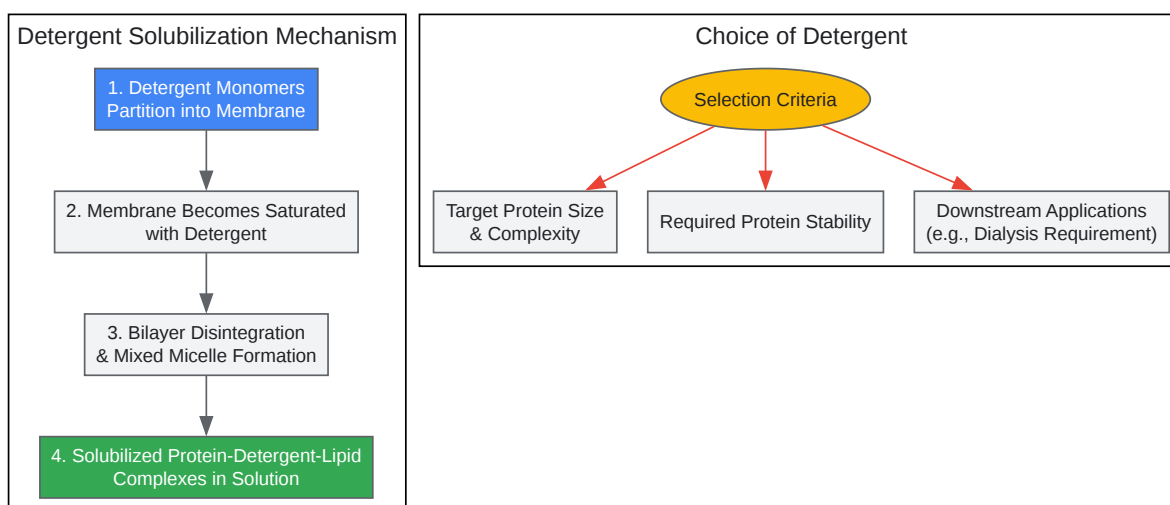 Detergent Solubilization Mechanism
1. Detergent Monomers
Partition into Membrane
2. Membrane Becomes Saturated
with Detergent
3. Bilayer Disintegration
& Mixed Micelle Formation
4. Solubilized Protein-Detergent-Lipid
Complexes in Solution
Choice of Detergent
Selection Criteria
Target Protein Size
& Complexity
Required Protein Stability
Downstream Applications
(e.g., Dialysis Requirement)